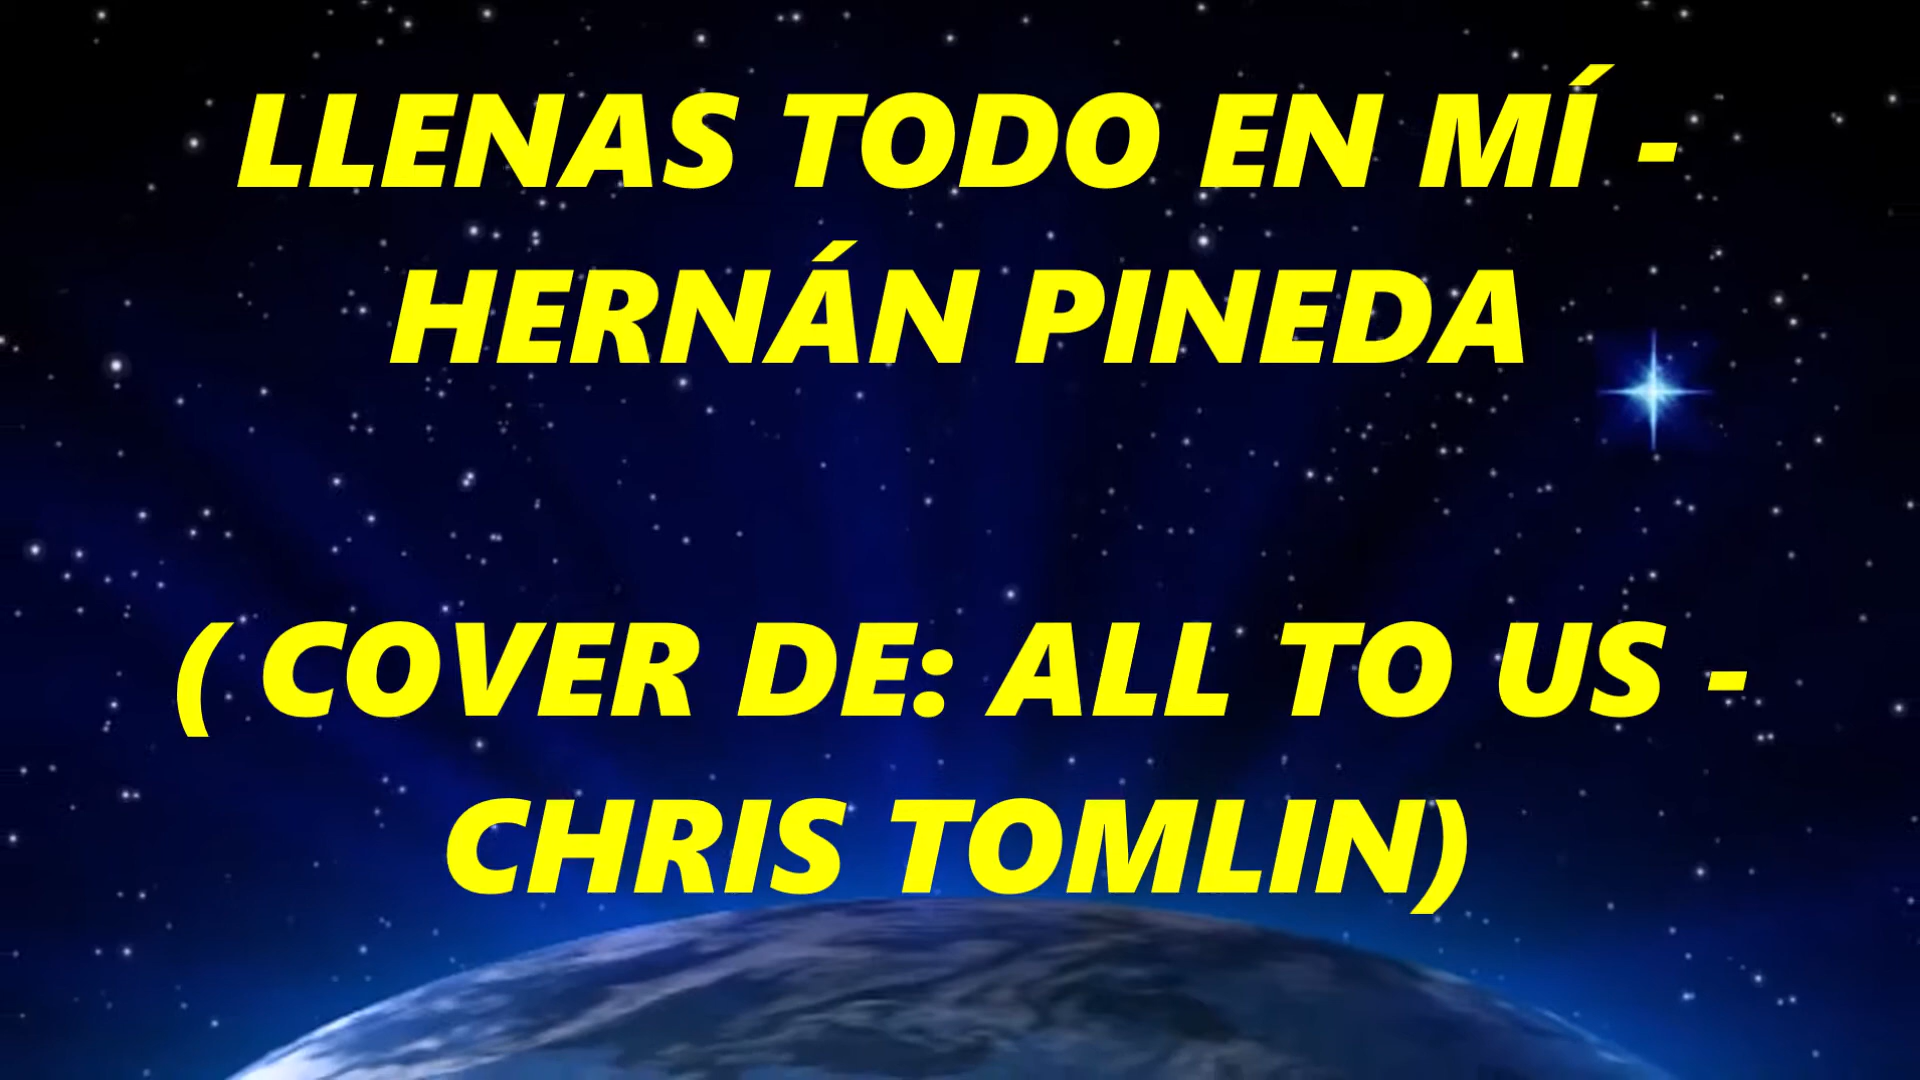 LLENAS TODO EN MÍ -
HERNÁN PINEDA
( COVER DE: ALL TO US -
CHRIS TOMLIN)